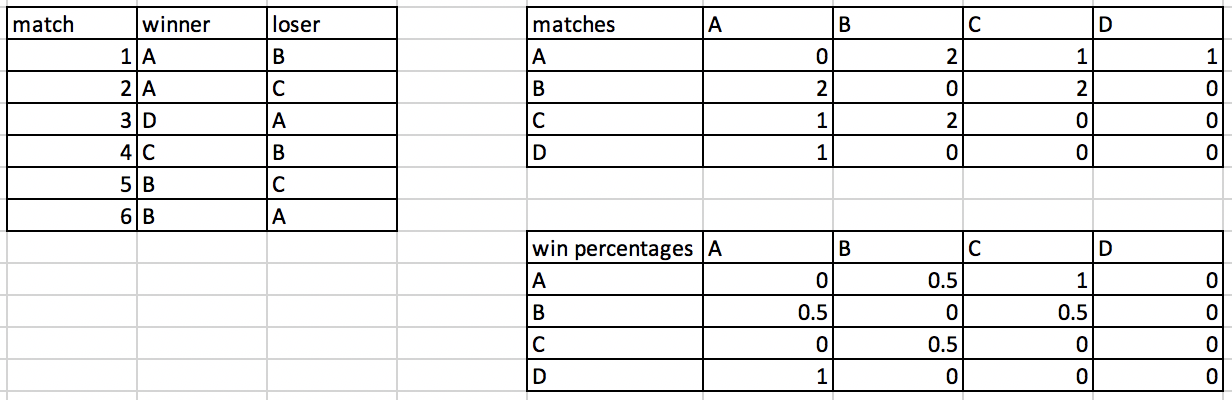 match winner loser
1 A B
2 A C
3 D A
4 C B
5 B C
6 B A
matches A B C D
A 0 2 1 1
B 2 0 2 0
C 1 2 0 0
D 1 0 0 0
win percentages A B C D
A 0 0.5 1 0
B 0.5 0 0.5 0
C 0 0.5 0 0
D 1 0 0 0